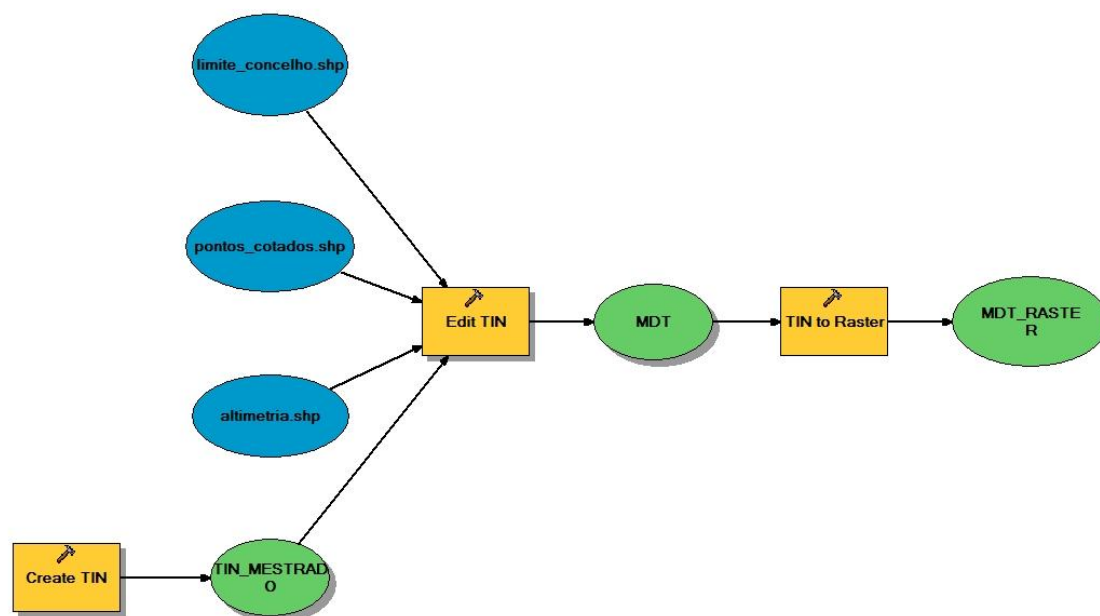 limite_concelho.shp
pontos_cotados.shp
Edit TIN
MDT
TIN to Raster
MDT_RASTE
R
altimetria.shp
Create TIN
TIN_MESTRAD
O